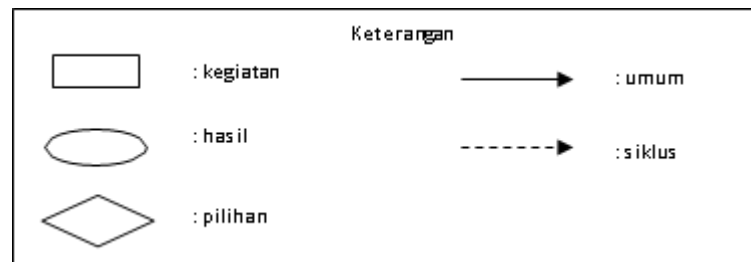 Keterangan
: kegiatan
: umum
: hasil
: siklus
: pilihan